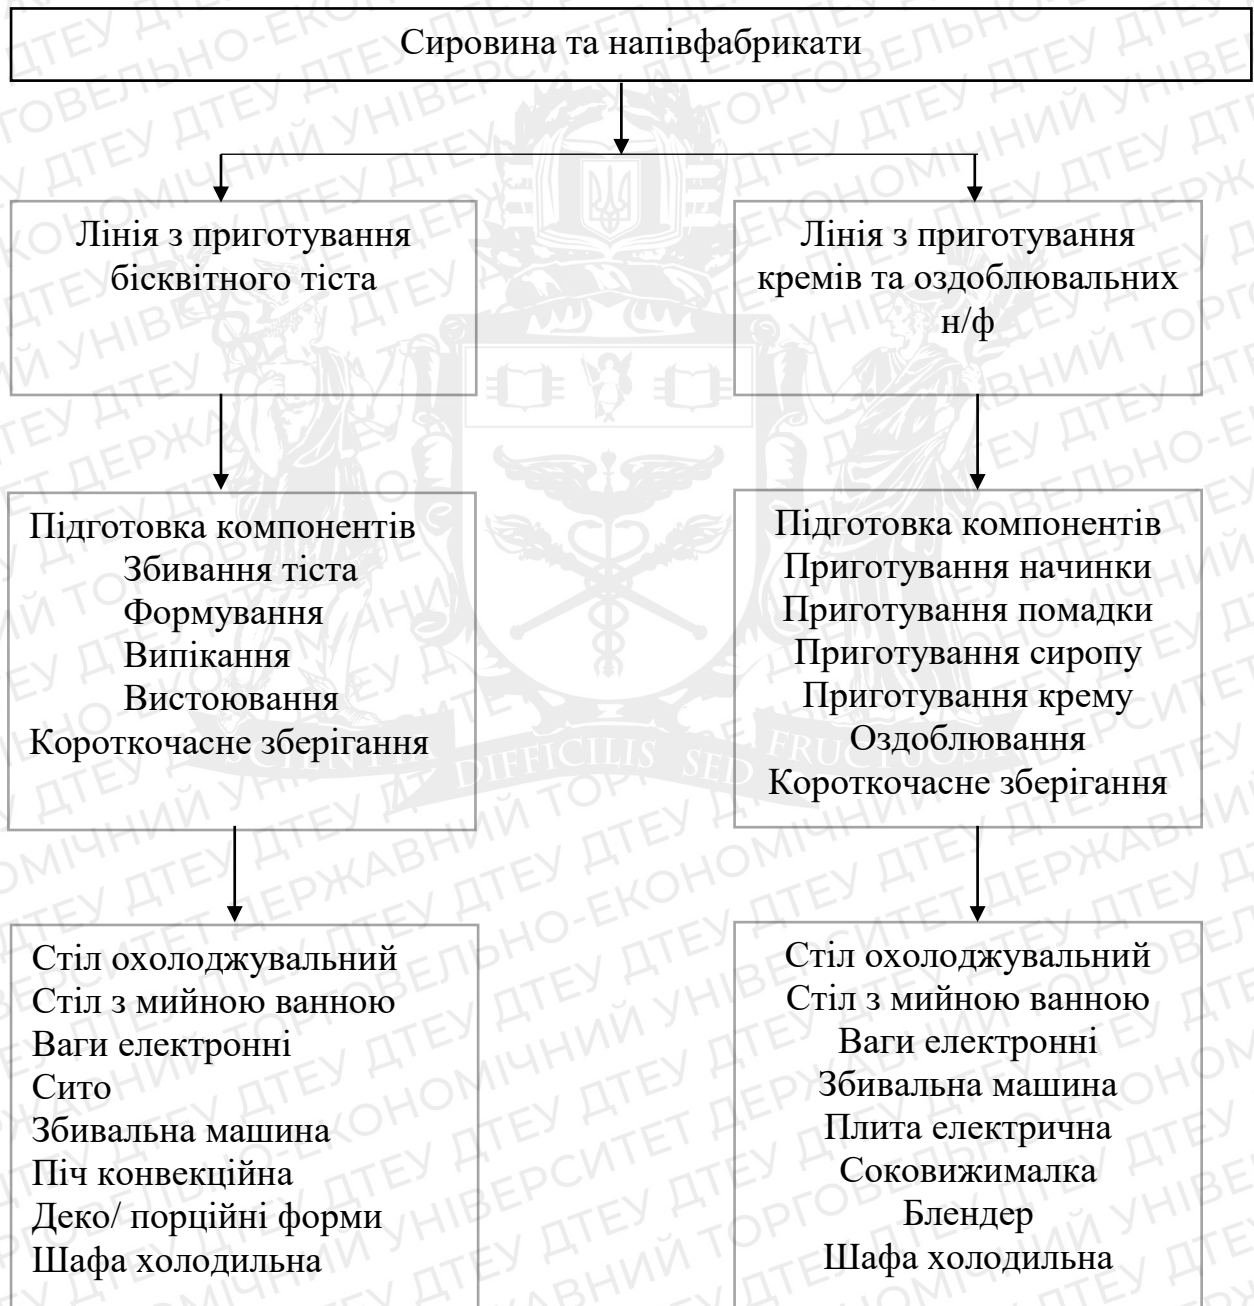 Сировина та напівфабрикати
Лінія з приготування
бісквітного тіста
Лінія з приготування
кремів та оздоблювальних
н/ф
Підготовка компонентів
Збивання тіста
Формування
Випікання
Вистоювання
Короткочасне зберігання
Підготовка компонентів
Приготування начинки
Приготування помадки
Приготування сиропу
Приготування крему
Оздоблювання
Короткочасне зберігання
Стіл охолоджувальний
Стіл з мийною ванною
Ваги електронні
Сито
Збивальна машина
Піч конвекційна
Деко/ порційні форми
Шафа холодильна
Стіл охолоджувальний
Стіл з мийною ванною
Ваги електронні
Збивальна машина
Плита електрична
Соковижималка
Блендер
Шафа холодильна
DIFFICILIS SED